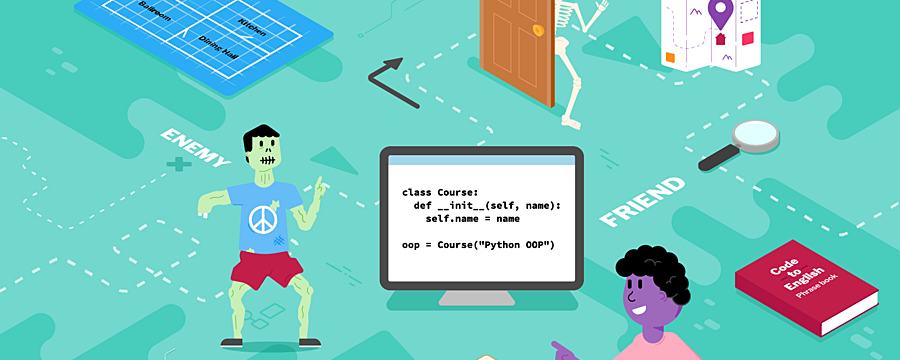 Ballroom
Kitchen
Dining Hall
ENEMY
class Course:
def __init__(self, name):
self.name = name
oop = Course("Python OOP")
FRIEND
Code
to
English
Phrase book